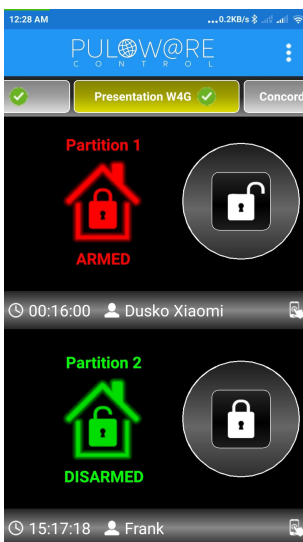 12:28 AM ...0.2KB/s
PULOW@RE
CONTROL
Presentation W4G
Concord
Partition 1
ARMED
00:16:00 Dusko Xiaomi
Partition 2
DISARMED
15:17:18 Frank